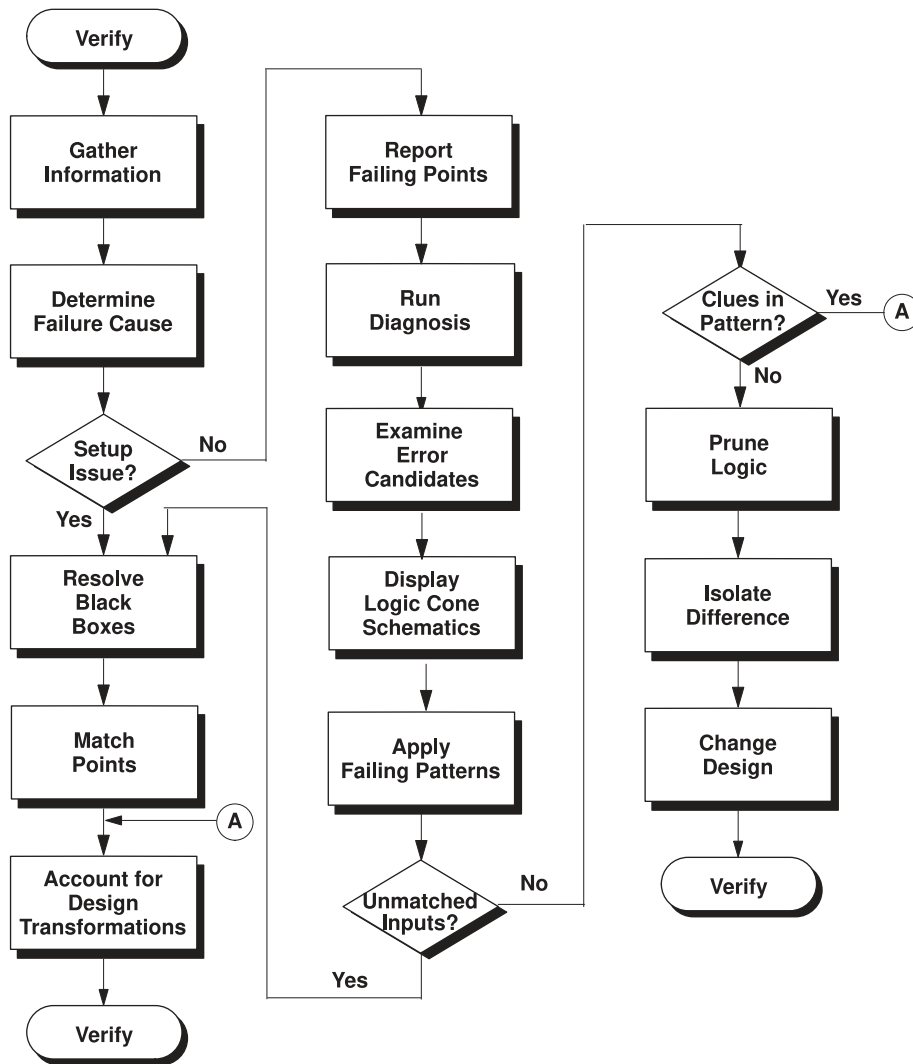 Verify
Gather
Information
Determine
Failure Cause
Setup
Issue?
No
Yes
Resolve
Black
Boxes
Match
Points
A
Account for
Design
Transformations
Verify
Report
Failing Points
Run
Diagnosis
Examine
Error
Candidates
Display
Logic Cone
Schematics
Apply
Failing Patterns
Unmatched
Inputs?
No
Yes
Clues in
Pattern?
Yes
A
No
Prune
Logic
Isolate
Difference
Change
Design
Verify